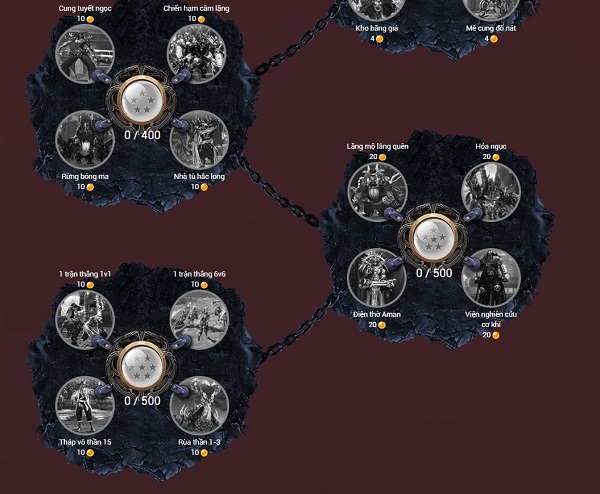 Cung tuyết ngọc
10
Chiến hạm câm lặng
10
Kho băng giá
4
Mê cung đổ nát
4
0 / 400
Rừng bóng ma
10
Nhà tù hắc long
10
Lăng mộ lãng quên
20
Hỏa ngục
20
0 / 500
Điện thờ Aman
20
Viện nghiên cứu
cơ khí
20
1 trận thắng 1v1
10
1 trận thắng 6v6
10
0 / 500
Tháp võ thần 15
10
Rùa thần 1-3
10